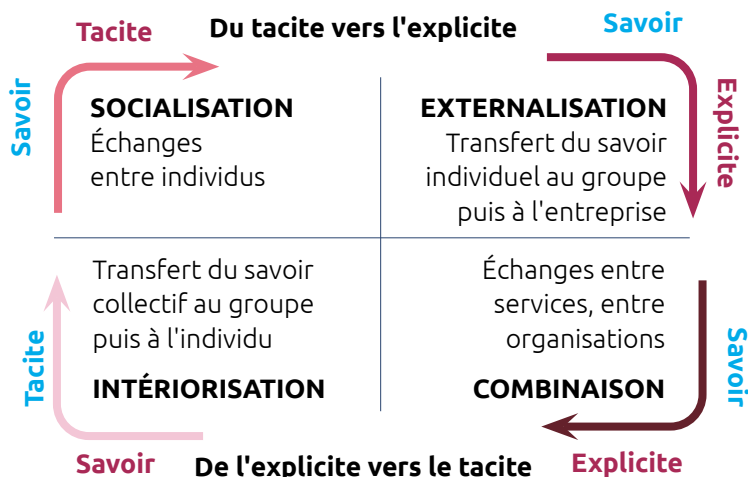 Tacite
Du tacite vers l'explicite
Savoir
Savoir
SOCIALISATION
Échanges
entre individus
EXTERNALISATION
Transfert du savoir
individuel au groupe
puis à l'entreprise
Explicite
Tacite
Transfert du savoir
collectif au groupe
puis à l'individu
INTÉRIORISATION
Échanges entre
services, entre
organisations
COMBINAISON
Savoir
Savoir
De l'explicite vers le tacite
Explicite